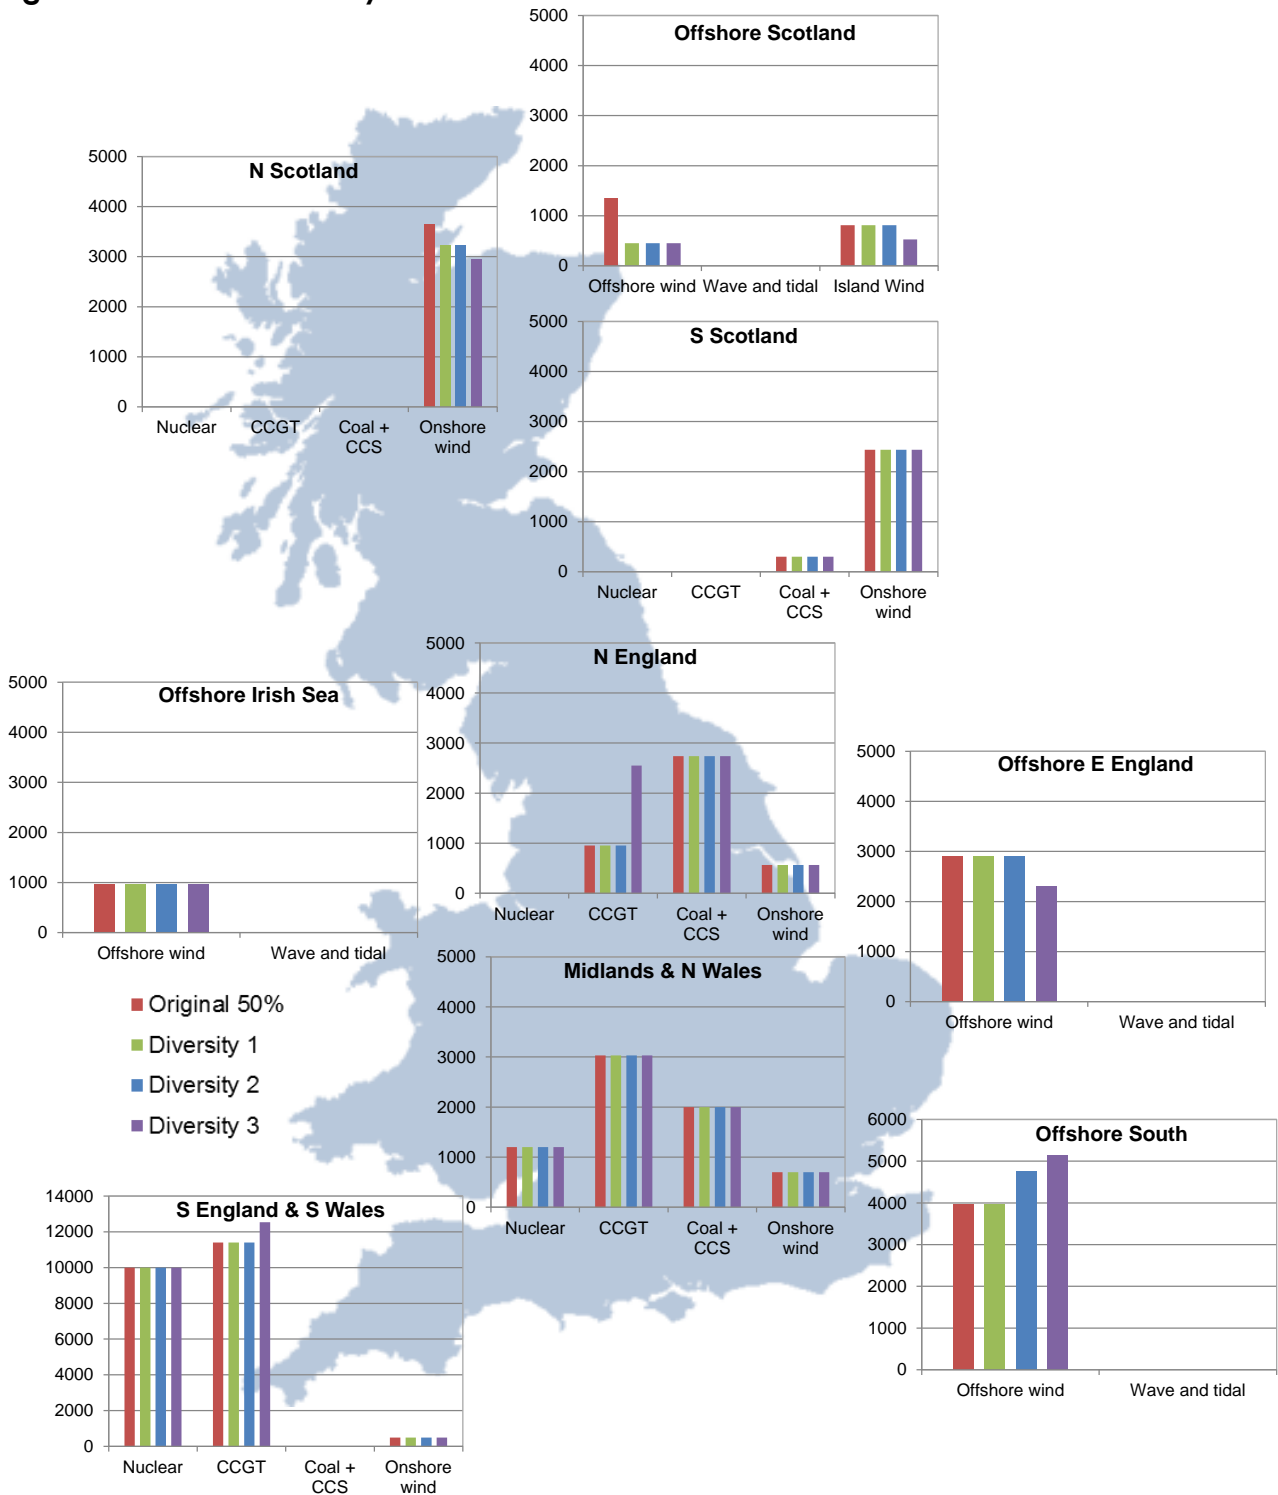 5000
Offshore Scotland
4000
3000
2000
1000
0
Offshore wind Wave and tidal Island Wind
5000
N Scotland
4000
3000
2000
1000
0
Nuclear CCGT Coal + Onshore
CCS wind
5000
S Scotland
4000
3000
2000
1000
0
Nuclear CCGT Coal + Onshore
CCS wind
5000
N England
4000
3000
2000
1000
0
Nuclear CCGT Coal + Onshore
CCS wind
5000
Offshore Irish Sea
4000
3000
2000
1000
0
Offshore wind Wave and tidal
5000
Offshore E England
4000
3000
2000
1000
0
Offshore wind Wave and tidal
5000
Midlands & N Wales
4000
3000
2000
1000
0
Nuclear CCGT Coal + Onshore
CCS wind
Original 50%
Diversity 1
Diversity 2
Diversity 3
6000
Offshore South
5000
4000
3000
2000
1000
0
Offshore wind Wave and tidal
14000
S England & S Wales
12000
10000
8000
6000
4000
2000
0
Nuclear CCGT Coal + Onshore
CCS wind